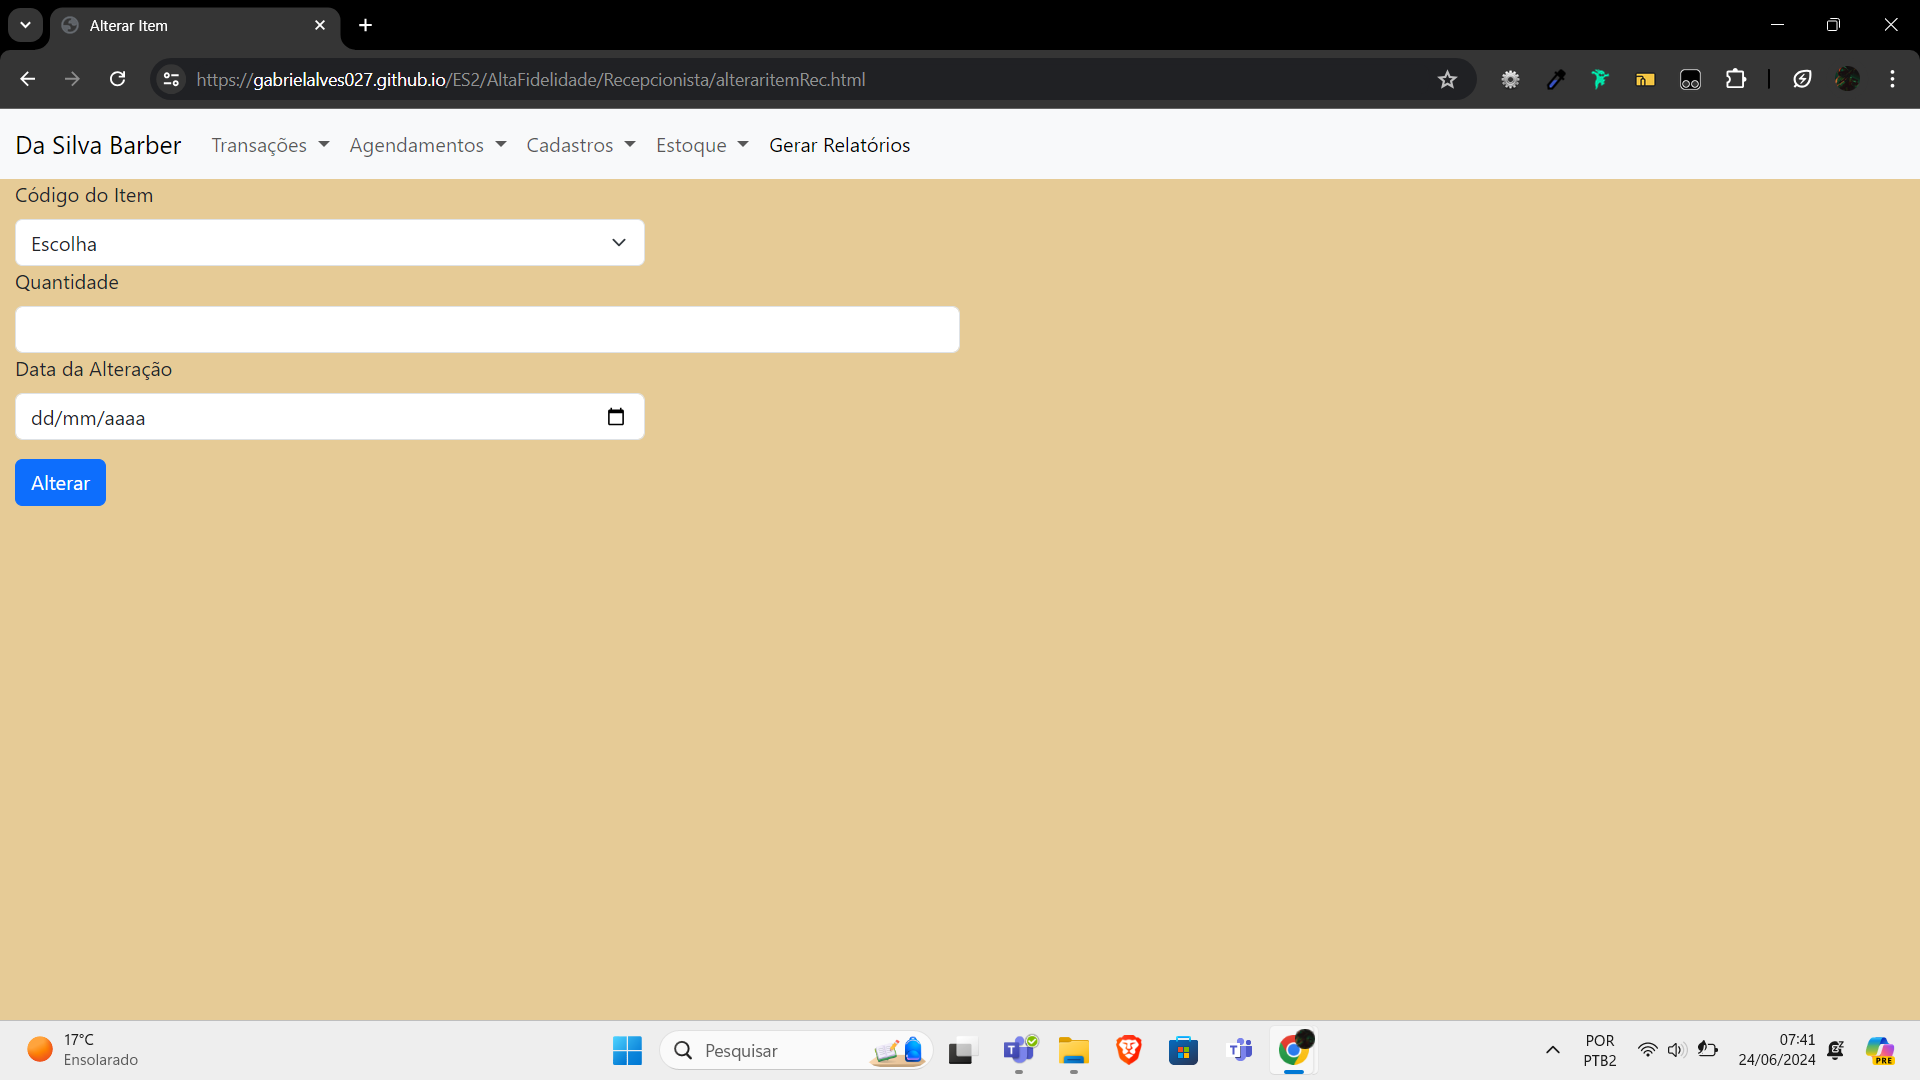 Alterar Item
https://gabrielalves027.github.io/ES2/AltaFidelidade/Recepcionista/alteraritemRec.html
Da Silva Barber Transações Agendamentos Cadastros Estoque Gerar Relatórios
Código do Item
Escolha
Quantidade
Data da Alteração
dd/mm/aaaa
Alterar
17°C
Ensolarado
Pesquisar
POR
PTB2
07:41
24/06/2024
PRE